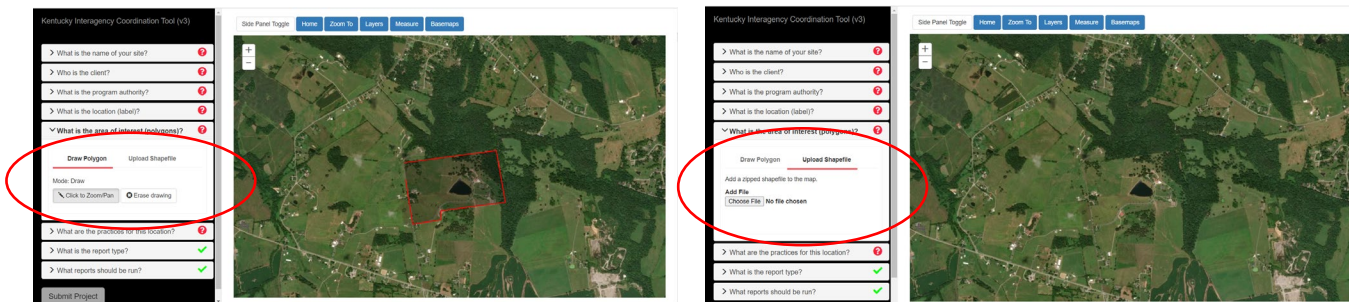 Kentucky Interagency Coordination Tool (v3)
Side Panel Toggle Home Zoom To Layers Measure Basemaps
What is the name of your site? ?
Who is the client? ?
What is the program authority? ?
What is the location (label)? ?
What is the area of interest (polygons)? ?
Draw Polygon Upload Shapefile
Mode: Draw
Click to Zoom/Pan Erase drawing
What are the practices for this location? ?
What is the report type?
What reports should be run?
Submit Project
+
−
Kentucky Interagency Coordination Tool (v3)
Side Panel Toggle Home Zoom To Layers Measure Basemaps
What is the name of your site? ?
Who is the client? ?
What is the program authority? ?
What is the location (label)? ?
What is the area of interest (polygons)? ?
Draw Polygon Upload Shapefile
Add a zipped shapefile to the map.
Add File
Choose File No file chosen
What are the practices for this location? ?
What is the report type?
What reports should be run?
+
−